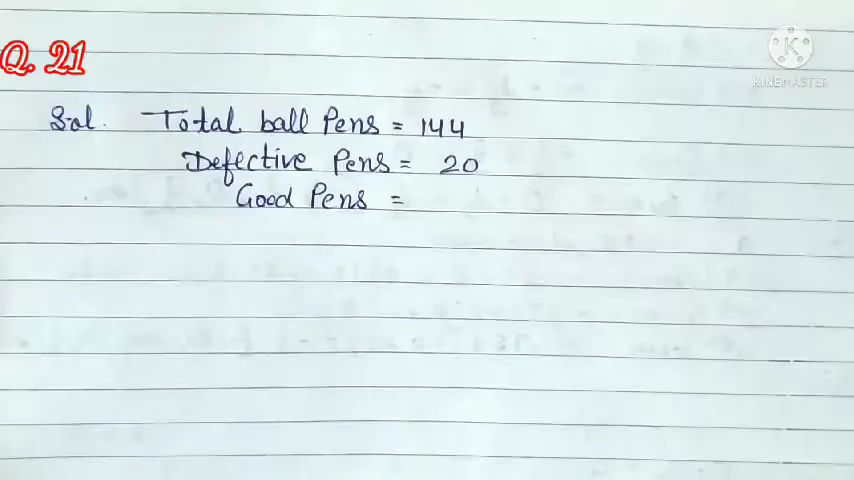 Q. 21
KINEMASTER
Sol. Total ball Pens = 144
Defective Pens = 20
Good Pens =